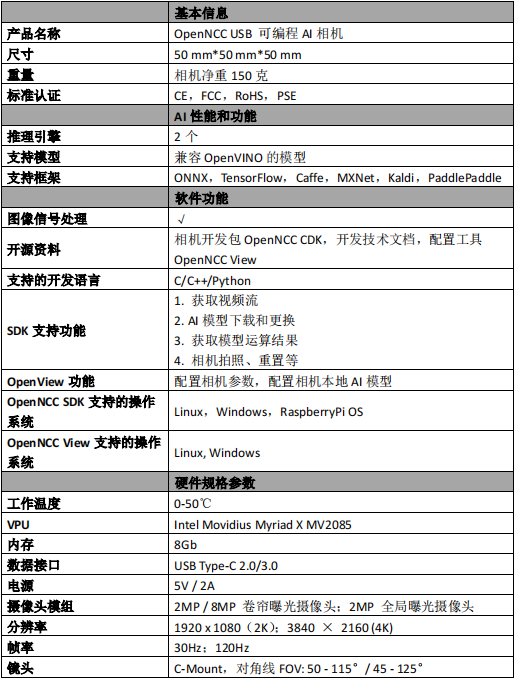 基本信息
产品名称 OpenNCC USB 可编程 AI 相机
尺寸 50 mm*50 mm*50 mm
重量 相机净重 150 克
标准认证 CE，FCC，RoHS，PSE
AI 性能和功能
推理引擎 2 个
支持模型 兼容 OpenVINO 的模型
支持框架 ONNX，TensorFlow，Caffe，MXNet，Kaldi，PaddlePaddle
软件功能
图像信号处理 √
开源资料 相机开发包 OpenNCC CDK，开发技术文档，配置工具
OpenNCC View
支持的开发语言 C/C++/Python
SDK 支持功能
1. 获取视频流
2. AI 模型下载和更换
3. 获取模型运算结果
4. 相机拍照、重置等
OpenView 功能 配置相机参数，配置相机本地 AI 模型
OpenNCC SDK 支持的操作
系统
Linux，Windows，RaspberryPi OS
OpenNCC View 支持的操作
系统
Linux, Windows
硬件规格参数
工作温度 0-50℃
VPU Intel Movidius Myriad X MV2085
内存 8Gb
数据接口 USB Type-C 2.0/3.0
电源 5V / 2A
摄像头模组 2MP / 8MP 卷帘曝光摄像头；2MP 全局曝光摄像头
分辨率 1920 x 1080（2K）；3840 × 2160 (4K)
帧率 30Hz；120Hz
镜头 C-Mount，对角线 FOV: 50 - 115° / 45 - 125°